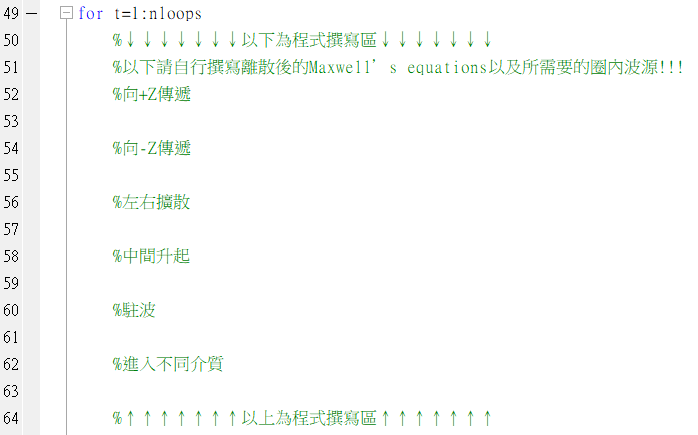 49 — for t=1:nloops
50 %↓↓↓↓↓↓↓以下為程式撰寫區↓↓↓↓↓↓↓
51 %以下請自行撰寫離散後的Maxwell’s equations以及所需要的圈內波源!!!
52 %向+Z傳遞
53
54 %向-Z傳遞
55
56 %左右擴散
57
58 %中間升起
59
60 %駐波
61
62 %進入不同介質
63
64 %↑↑↑↑↑↑↑以上為程式撰寫區↑↑↑↑↑↑↑